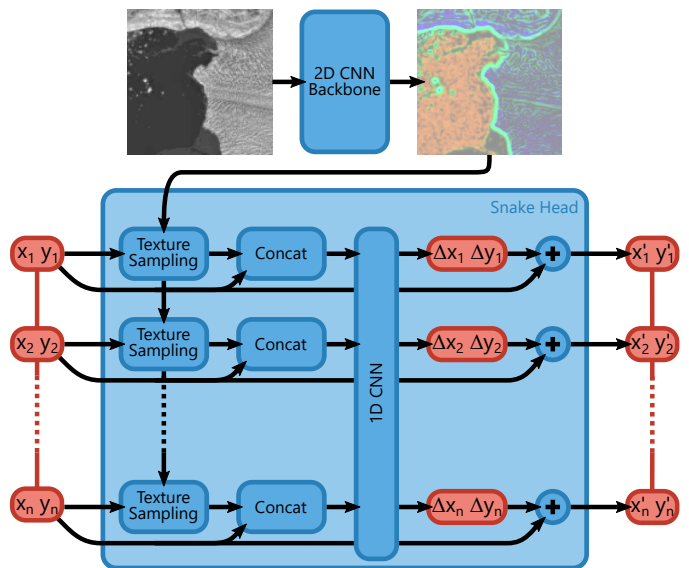 2D CNN
Backbone
Snake Head
x₁ y₁
Texture
Sampling
Concat
Δx₁ Δy₁
+
x'₁ y'₁
x₂ y₂
Texture
Sampling
Concat
Δx₂ Δy₂
+
x'₂ y'₂
1D CNN
xₙ yₙ
Texture
Sampling
Concat
Δxₙ Δyₙ
+
x'ₙ y'ₙ